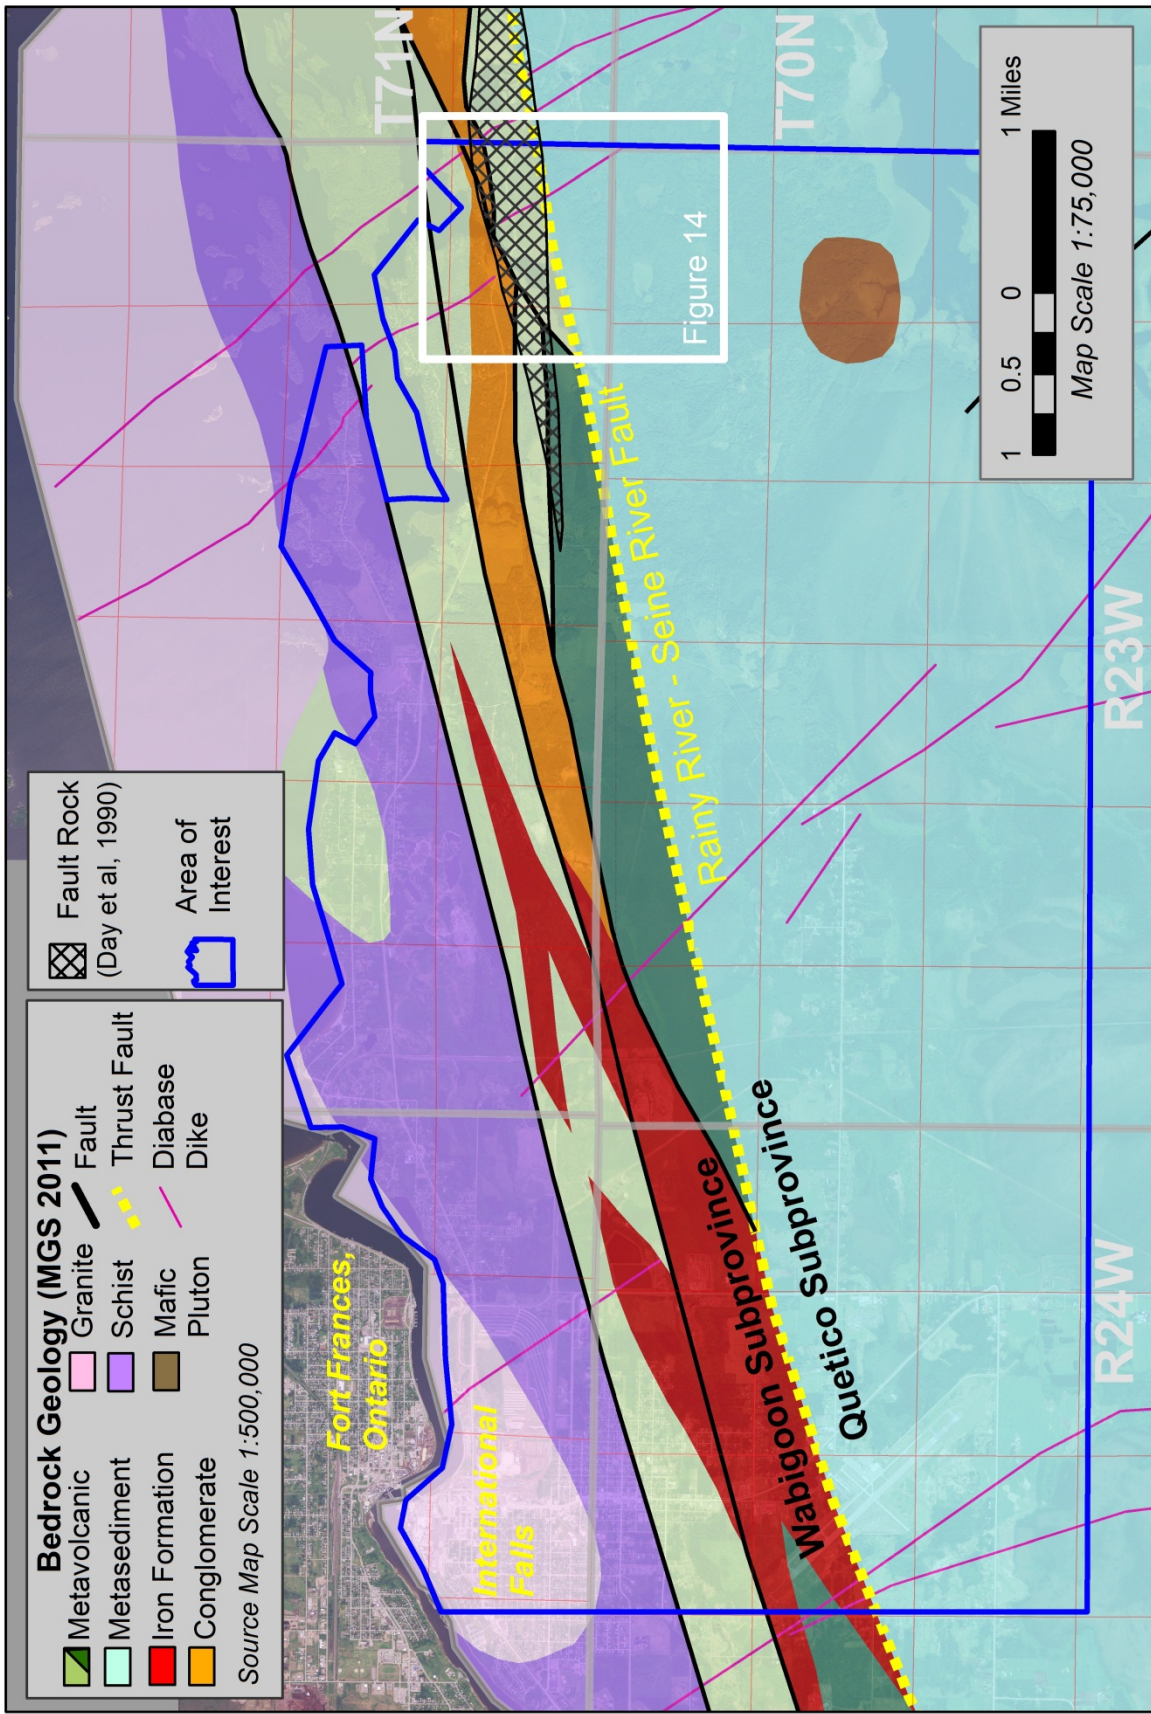 Bedrock Geology (MGS 2011)
Metavolcanic
Granite
Fault
Metasediment
Schist
Thrust Fault
Iron Formation
Mafic
Pluton
Diabase
Dike
Conglomerate
Source Map Scale 1:500,000
Fault Rock
(Day et al, 1990)
Area of
Interest
Fort Frances,
Ontario
International
Falls
T71N
T70N
Figure 14
Rainy River - Seine River Fault
Wabigoon Subprovince
Quetico Subprovince
R24W
R23W
1 0.5 0 1 Miles
Map Scale 1:75,000